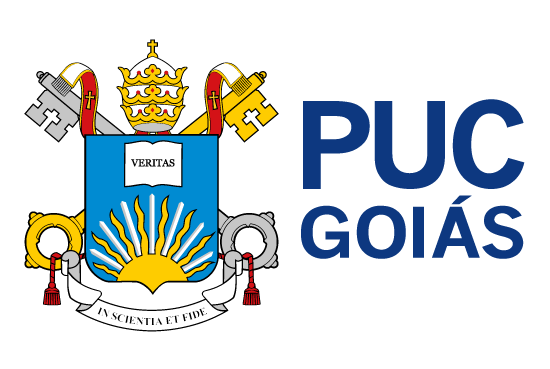 VERITAS
IN SCIENTIA ET FIDE
PUC
GOIÁS